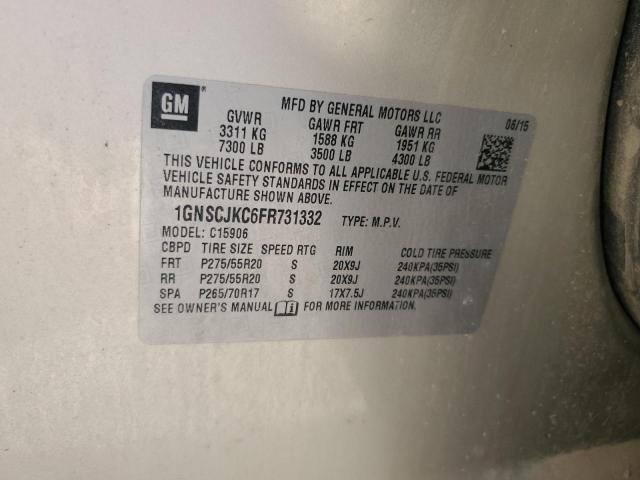 GM®
MFD BY GENERAL MOTORS LLC 06/15
GVWR GAWR FRT GAWR RR
3311 KG 1588 KG 1951 KG
7300 LB 3500 LB 4300 LB
THIS VEHICLE CONFORMS TO ALL APPLICABLE U.S. FEDERAL MOTOR
VEHICLE SAFETY STANDARDS IN EFFECT ON THE DATE OF
MANUFACTURE SHOWN ABOVE.
1GNSCJKC6FR731332 TYPE: M.P.V.
MODEL: C15906
CBPD TIRE SIZE SPEED RTG RIM COLD TIRE PRESSURE
FRT P275/55R20 S 20X9J 240KPA(35PSI)
RR P275/55R20 S 20X9J 240KPA(35PSI)
SPA P265/70R17 S 17X7.5J 240KPA(35PSI)
SEE OWNER'S MANUAL FOR MORE INFORMATION.